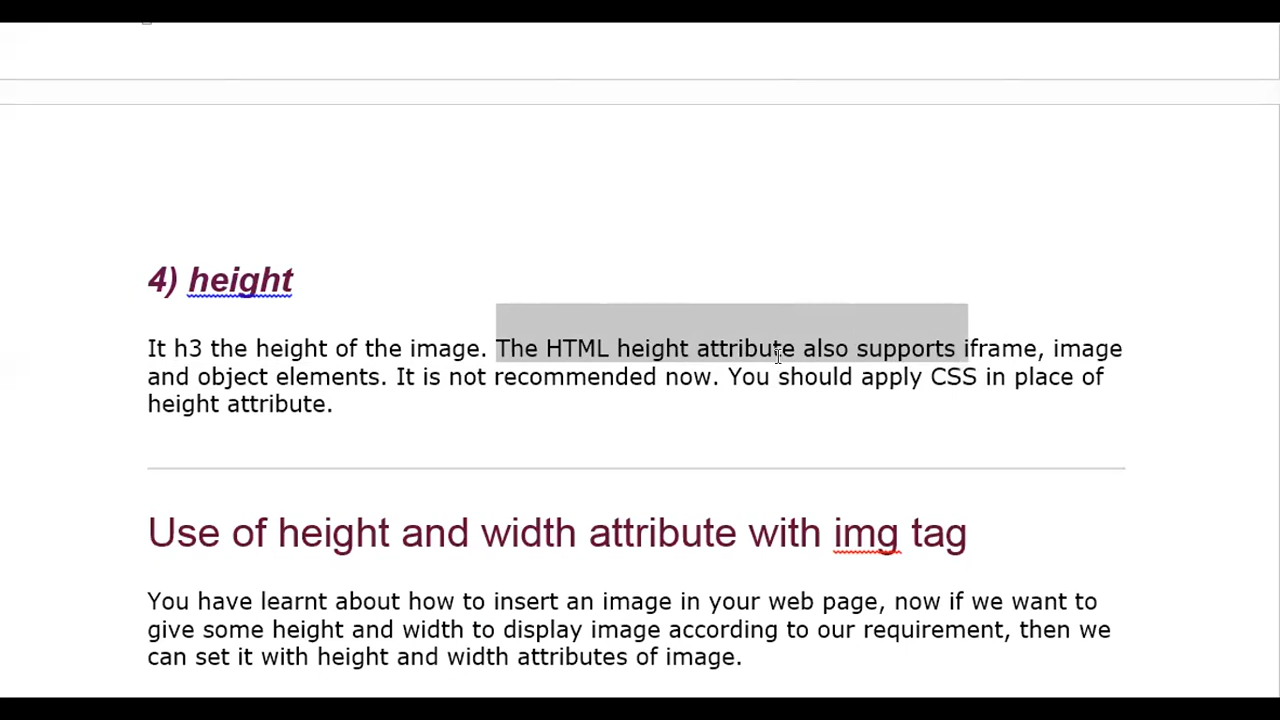 4) height
It h3 the height of the image. The HTML height attribute also supports iframe, image
and object elements. It is not recommended now. You should apply CSS in place of
height attribute.
Use of height and width attribute with img tag
You have learnt about how to insert an image in your web page, now if we want to
give some height and width to display image according to our requirement, then we
can set it with height and width attributes of image.